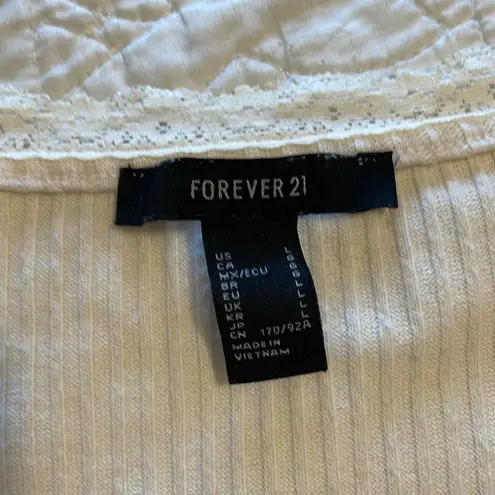 FOREVER 21
US L
CA G
MX/ECU G
BR G
EU L
UK L
KR L
JP L
CN 170/92A
MADE IN
VIETNAM